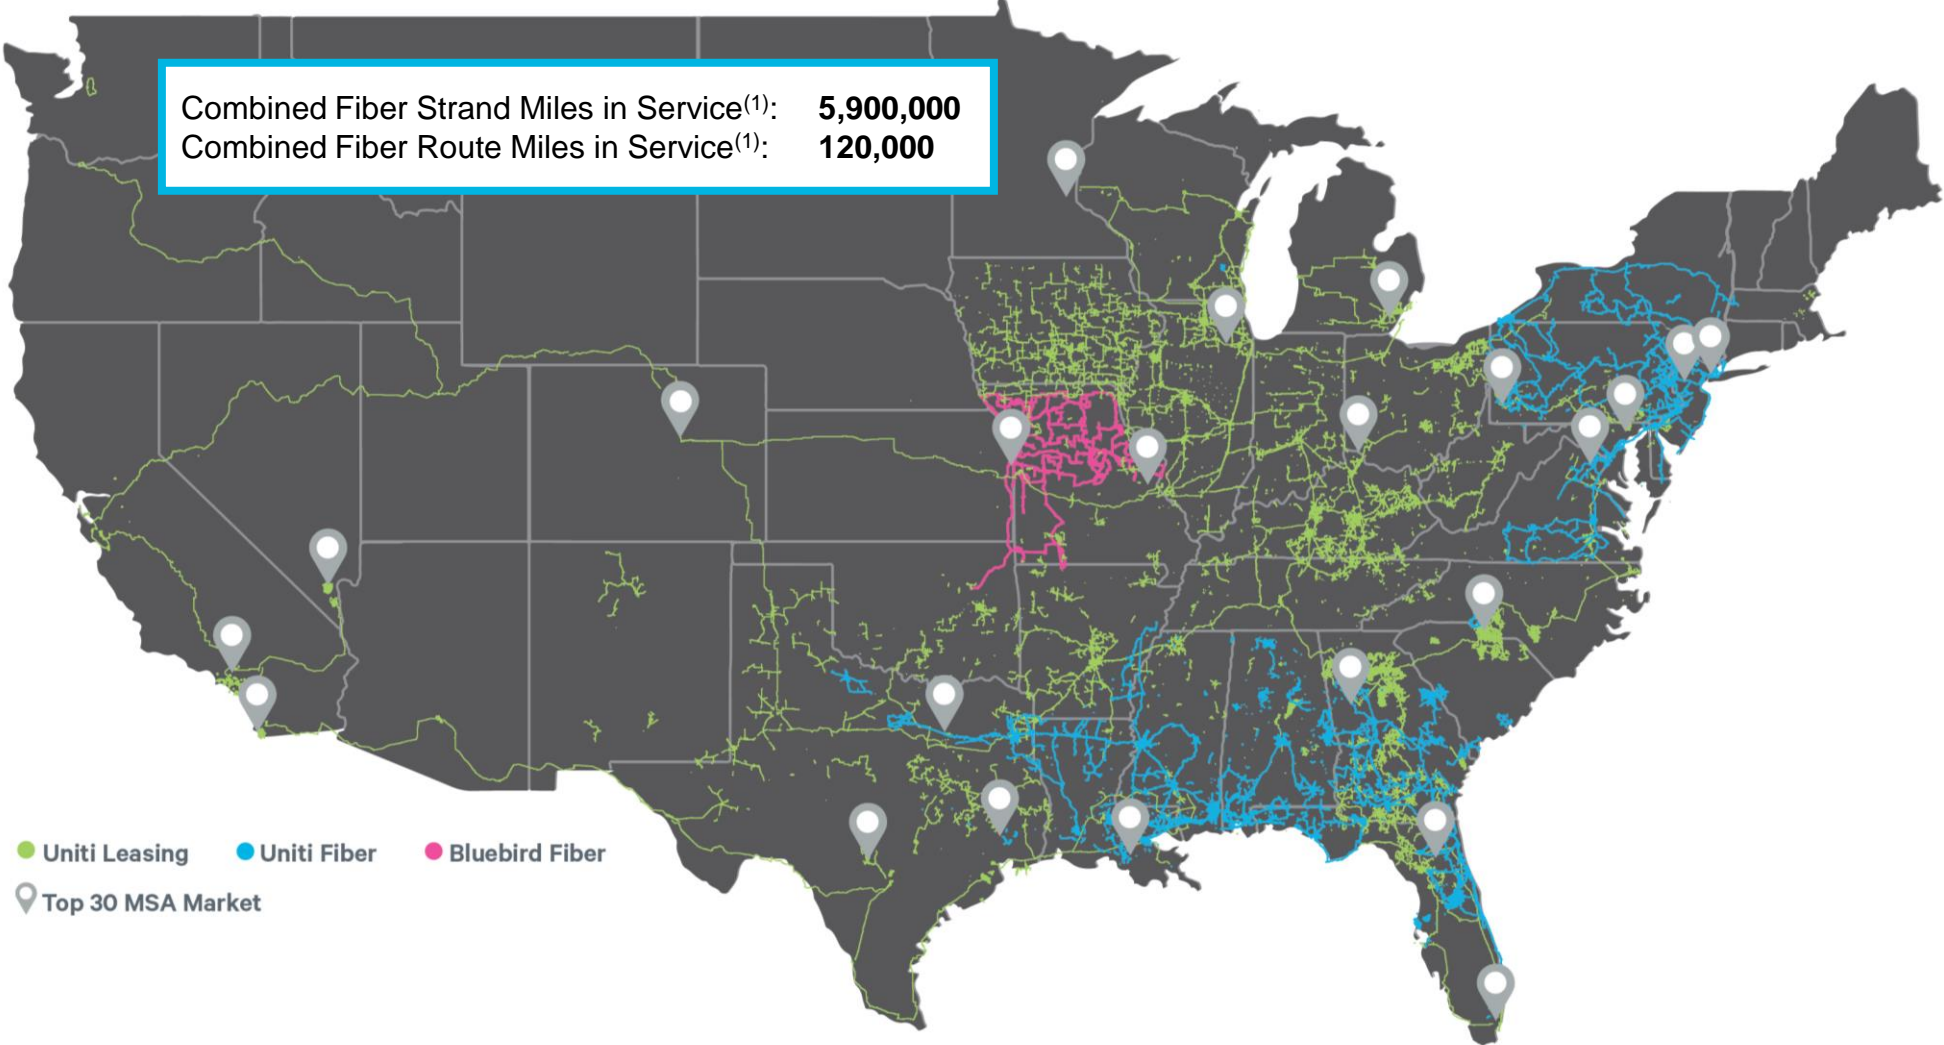 Combined Fiber Strand Miles in Service(1): 5,900,000
Combined Fiber Route Miles in Service(1): 120,000
Uniti Leasing Uniti Fiber Bluebird Fiber
Top 30 MSA Market